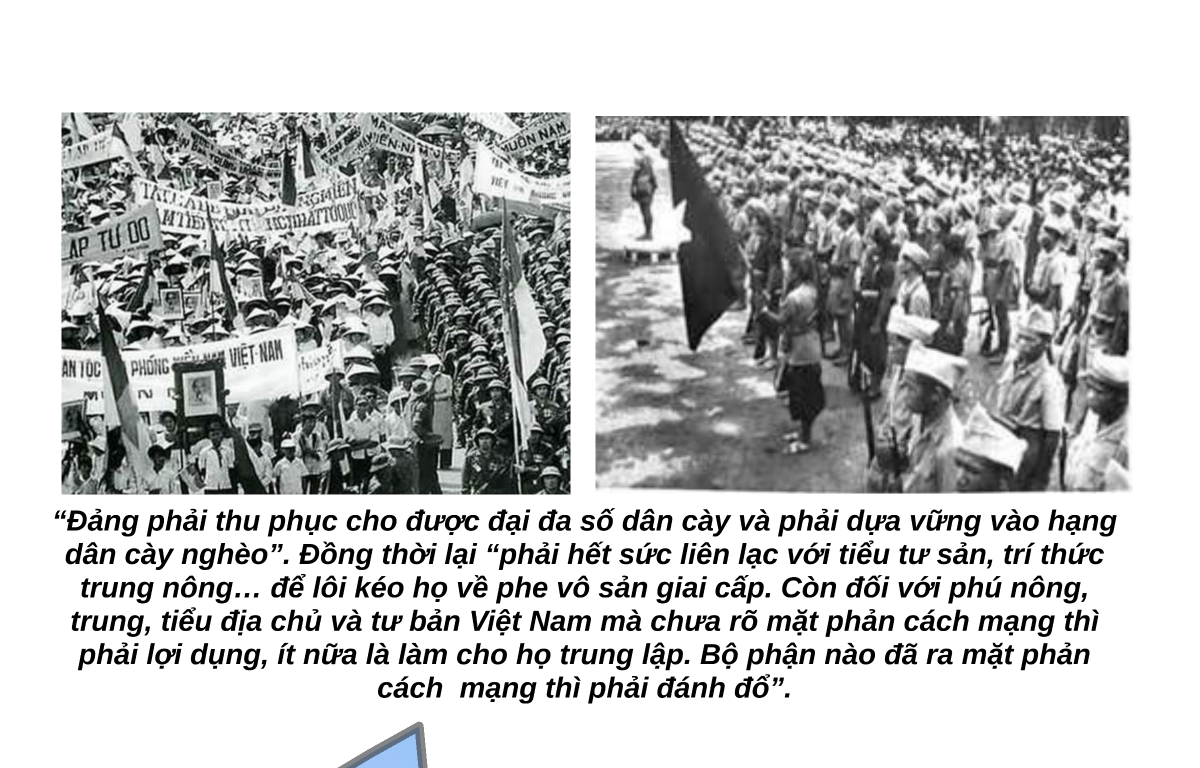 MUÔN NĂM
ẬP TỰ DO
PHÓNG MIỀN NAM VIỆT-NAM
“Đảng phải thu phục cho được đại đa số dân cày và phải dựa vững vào hạng
dân cày nghèo”. Đồng thời lại “phải hết sức liên lạc với tiểu tư sản, trí thức
trung nông… để lôi kéo họ về phe vô sản giai cấp. Còn đối với phú nông,
trung, tiểu địa chủ và tư bản Việt Nam mà chưa rõ mặt phản cách mạng thì
phải lợi dụng, ít nữa là làm cho họ trung lập. Bộ phận nào đã ra mặt phản
cách  mạng thì phải đánh đổ”.